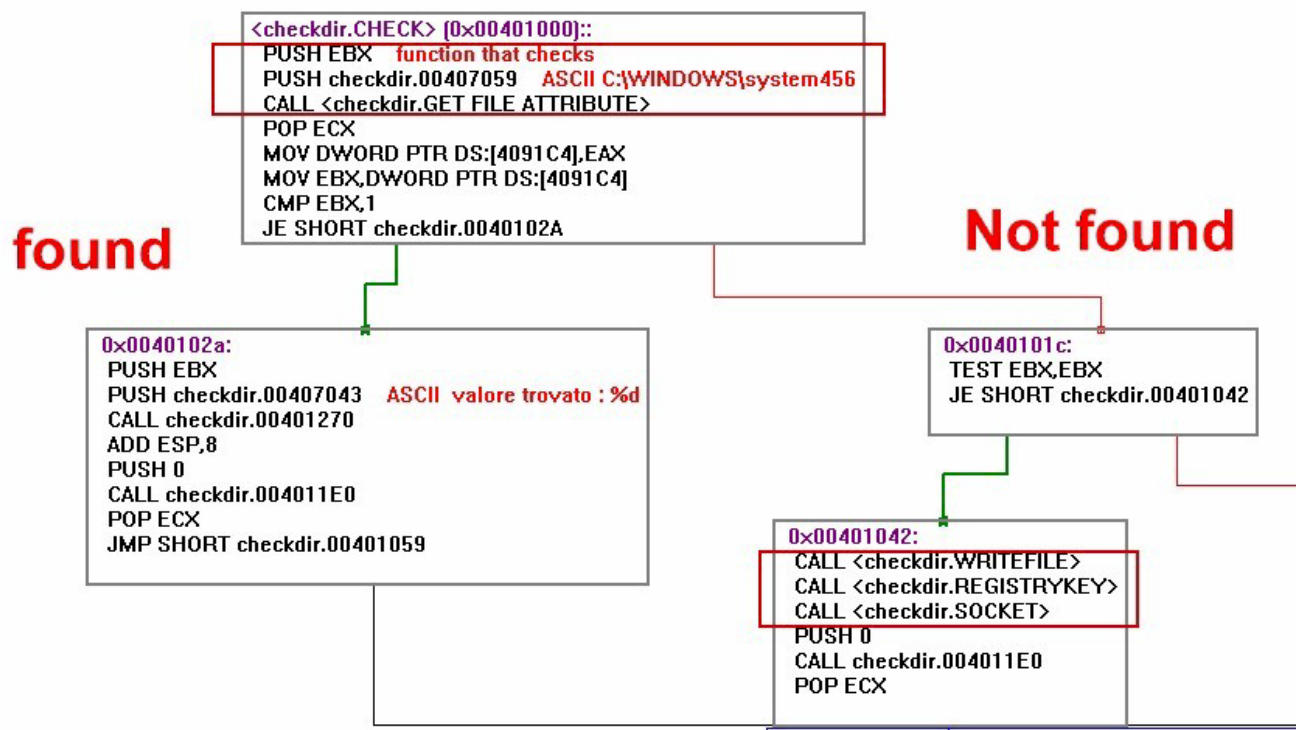 <checkdir.CHECK> (0x00401000)::
PUSH EBX function that checks
PUSH checkdir.00407059 ASCII C:\WINDOWS\system456
CALL <checkdir.GET FILE ATTRIBUTE>
POP ECX
MOV DWORD PTR DS:[4091C4],EAX
MOV EBX,DWORD PTR DS:[4091C4]
CMP EBX,1
JE SHORT checkdir.0040102A
found
Not found
0x0040102a:
PUSH EBX
PUSH checkdir.00407043 ASCII valore trovato : %d
CALL checkdir.00401270
ADD ESP,8
PUSH 0
CALL checkdir.004011E0
POP ECX
JMP SHORT checkdir.00401059
0x0040101c:
TEST EBX,EBX
JE SHORT checkdir.00401042
0x00401042:
CALL <checkdir.WRITEFILE>
CALL <checkdir.REGISTRYKEY>
CALL <checkdir.SOCKET>
PUSH 0
CALL checkdir.004011E0
POP ECX